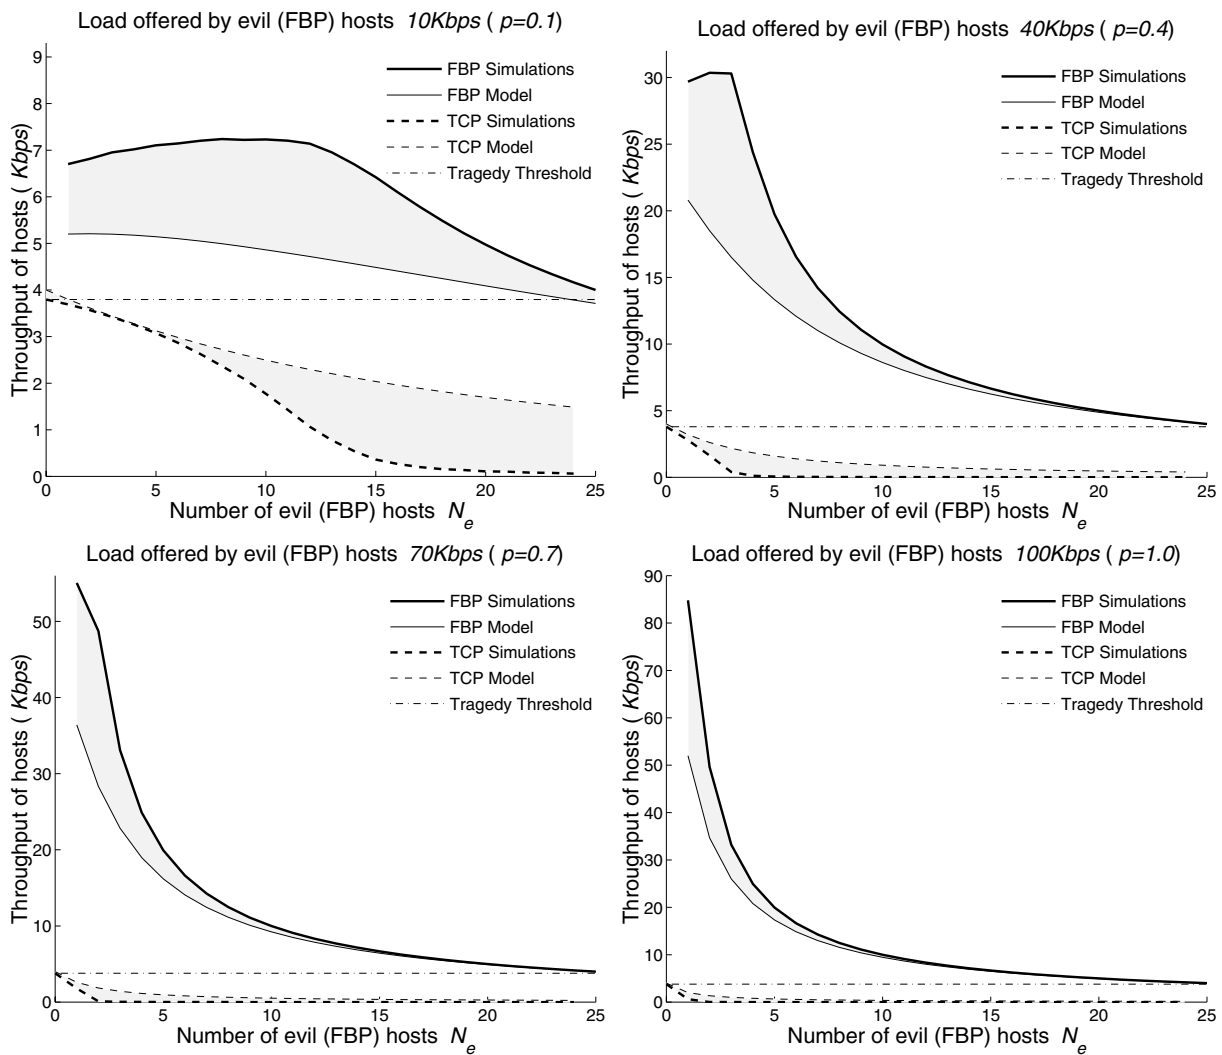 Load offered by evil (FBP) hosts 10Kbps ( p=0.1)
9
8
7
6
5
4
3
2
1
0
Throughput of hosts ( Kbps)
FBP Simulations
FBP Model
TCP Simulations
TCP Model
Tragedy Threshold
0 5 10 15 20 25
Number of evil (FBP) hosts N_e
Load offered by evil (FBP) hosts 40Kbps ( p=0.4)
30
25
20
15
10
5
0
Throughput of hosts ( Kbps)
FBP Simulations
FBP Model
TCP Simulations
TCP Model
Tragedy Threshold
0 5 10 15 20 25
Number of evil (FBP) hosts N_e
Load offered by evil (FBP) hosts 70Kbps ( p=0.7)
50
40
30
20
10
0
Throughput of hosts ( Kbps)
FBP Simulations
FBP Model
TCP Simulations
TCP Model
Tragedy Threshold
0 5 10 15 20 25
Number of evil (FBP) hosts N_e
Load offered by evil (FBP) hosts 100Kbps ( p=1.0)
90
80
70
60
50
40
30
20
10
0
Throughput of hosts ( Kbps)
FBP Simulations
FBP Model
TCP Simulations
TCP Model
Tragedy Threshold
0 5 10 15 20 25
Number of evil (FBP) hosts N_e